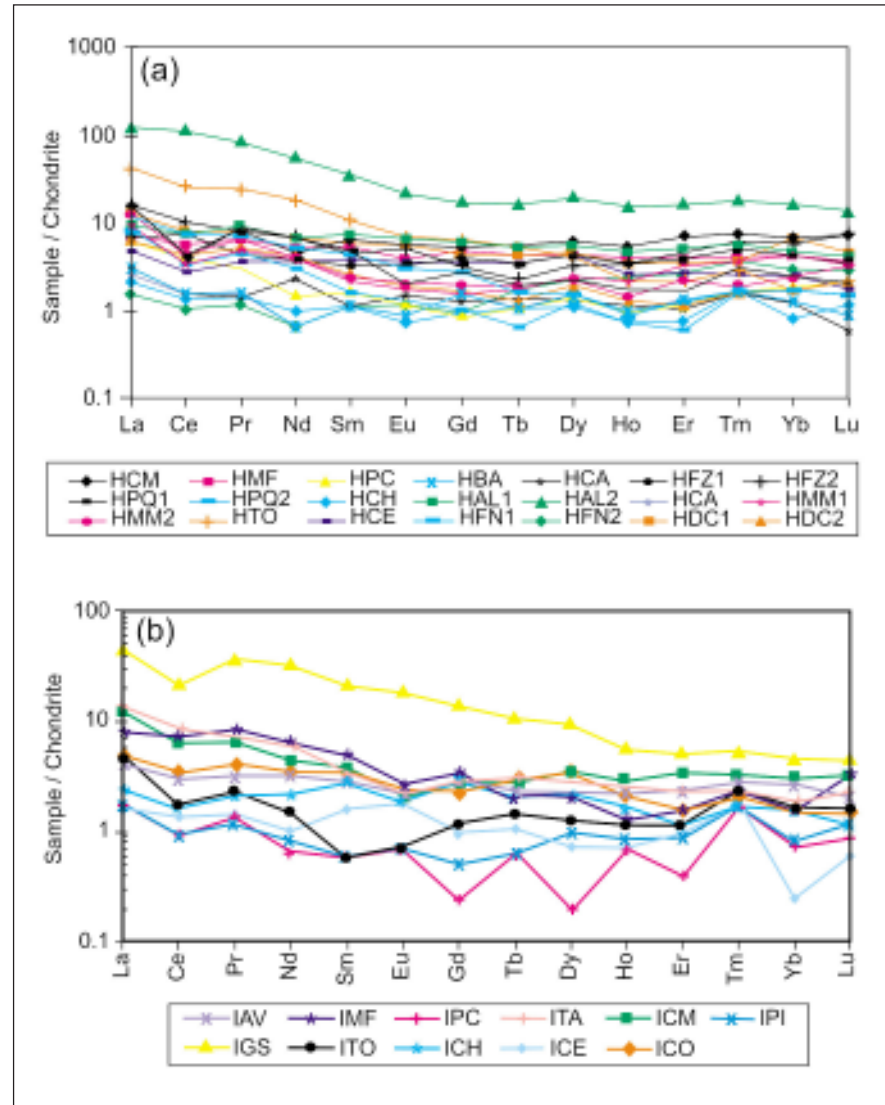 (a)
1000
100
10
1
0.1
Sample / Chondrite
La Ce Pr Nd Sm Eu Gd Tb Dy Ho Er Tm Yb Lu
HCM HMF HPC HBA HCA HFZ1 HFZ2
HPQ1 HPQ2 HCH HAL1 HAL2 HCA HMM1
HMM2 HTO HCE HFN1 HFN2 HDC1 HDC2
(b)
100
10
1
0.1
Sample / Chondrite
La Ce Pr Nd Sm Eu Gd Tb Dy Ho Er Tm Yb Lu
IAV IMF IPC ITA ICM IPI
IGS ITO ICH ICE ICO